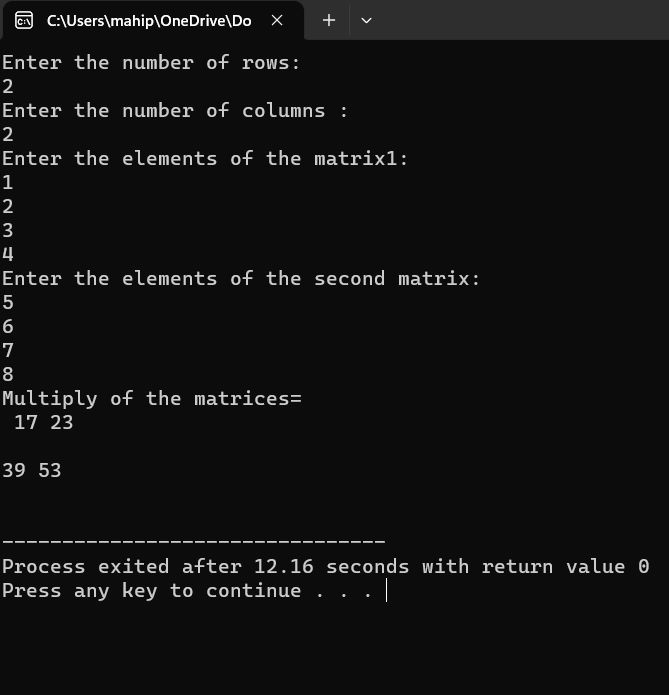 C:\Users\mahip\OneDrive\Do
Enter the number of rows:
2
Enter the number of columns :
2
Enter the elements of the matrix1:
1
2
3
4
Enter the elements of the second matrix:
5
6
7
8
Multiply of the matrices=
 17 23
39 53
--------------------------------
Process exited after 12.16 seconds with return value 0
Press any key to continue . . .